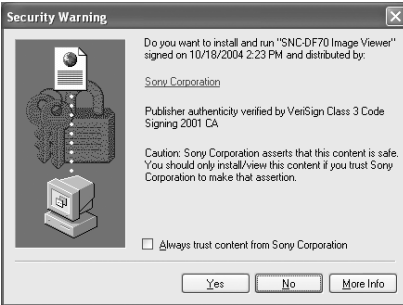 Security Warning
Do you want to install and run "SNC-DF70 Image Viewer"
signed on 10/18/2004 2:23 PM and distributed by:
Sony Corporation
Publisher authenticity verified by VeriSign Class 3 Code
Signing 2001 CA
Caution: Sony Corporation asserts that this content is safe.
You should only install/view this content if you trust Sony
Corporation to make that assertion.
Always trust content from Sony Corporation
Yes No More Info